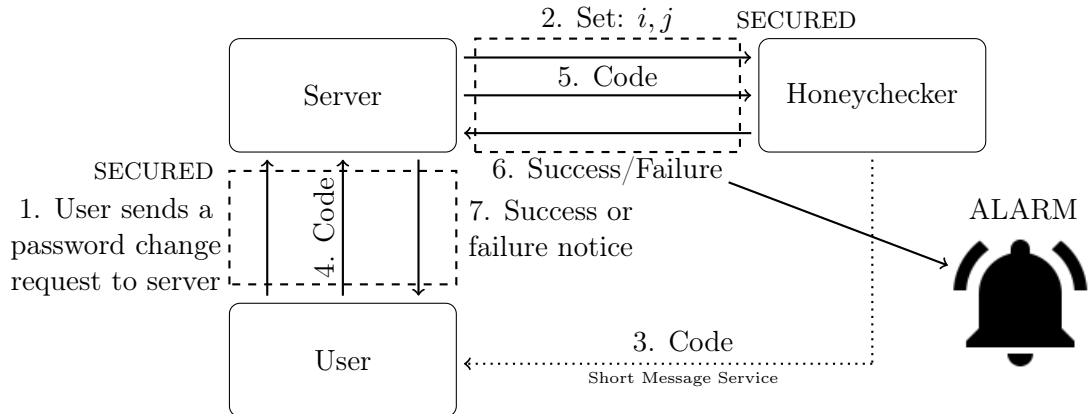 2. Set: i, j
SECURED
Server
5. Code
Honeychecker
6. Success/Failure
SECURED
1. User sends a
password change
request to server
4. Code
7. Success or
failure notice
ALARM
User
3. Code
Short Message Service